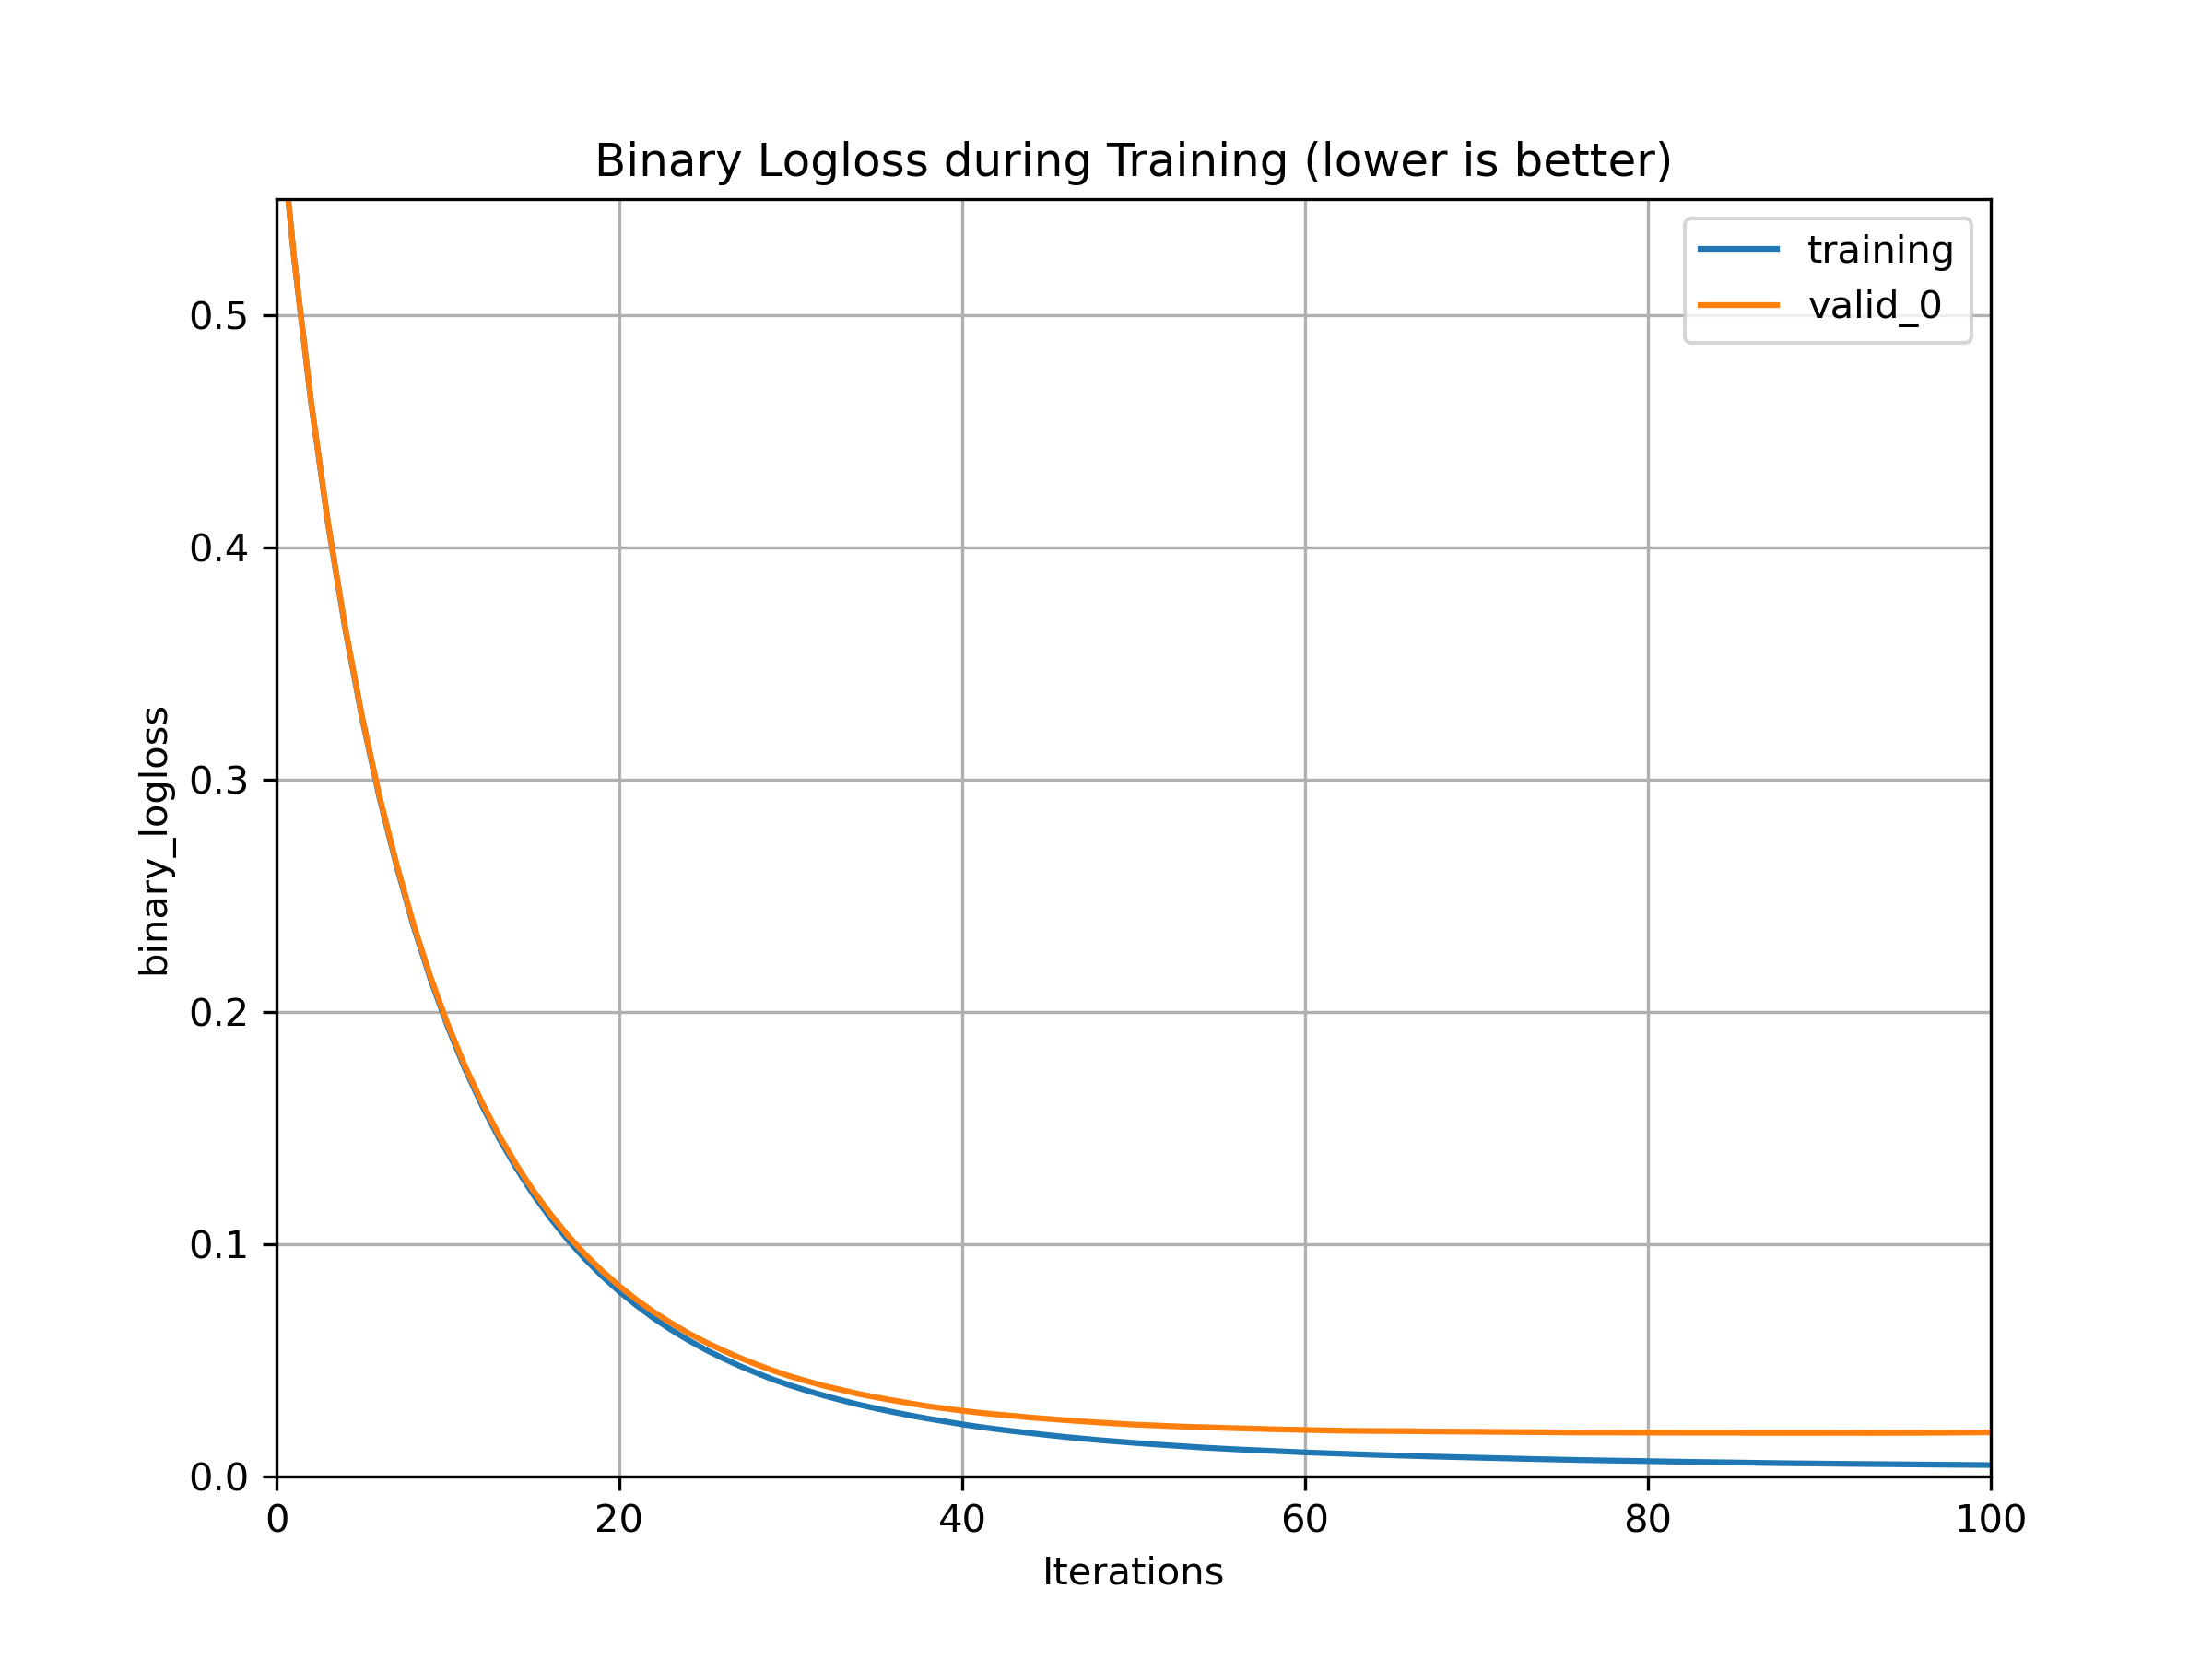 Binary Logloss during Training (lower is better)
training
valid_0
0.5
0.4
0.3
0.2
0.1
0.0
binary_logloss
0 20 40 60 80 100
Iterations